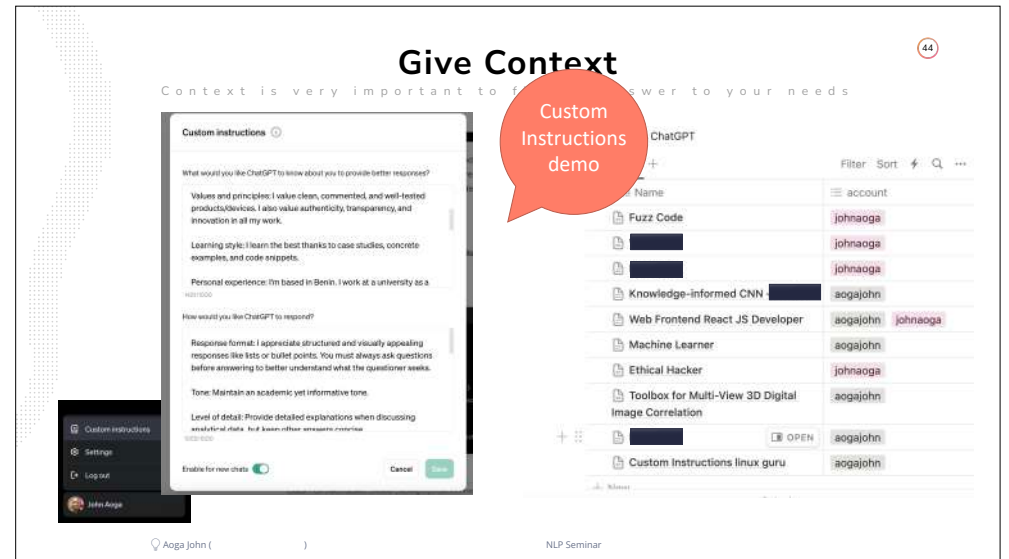 44
Give Context
Context is very important to f swer to your needs
Custom
Instructions
demo
Custom instructions
What would you like ChatGPT to know about you to provide better responses?
Values and principles: I value clean, commented, and well-tested
products/devices. I also value authenticity, transparency, and
innovation in all my work.
Learning style: I learn the best thanks to case studies, concrete
examples, and code snippets.
Personal experience: I'm based in Benin. I work at a university as a
How would you like ChatGPT to respond?
Response format: I appreciate structured and visually appealing
responses like lists or bullet points. You must always ask questions
before answering to better understand what the questioner seeks.
Tone: Maintain an academic yet informative tone.
Level of detail: Provide detailed explanations when discussing
analytical data, but keep other answers concise
Enable for new chats
Cancel
Save
Custom instructions
Settings
Log out
John Aoga
ChatGPT
Filter Sort
Name account
Fuzz Code johnaoga
johnaoga
johnaoga
Knowledge-informed CNN - aogajohn
Web Frontend React JS Developer aogajohn johnaoga
Machine Learner aogajohn
Ethical Hacker johnaoga
Toolbox for Multi-View 3D Digital aogajohn
Image Correlation
OPEN aogajohn
Custom Instructions linux guru aogajohn
+ New
Aoga John ( )
NLP Seminar